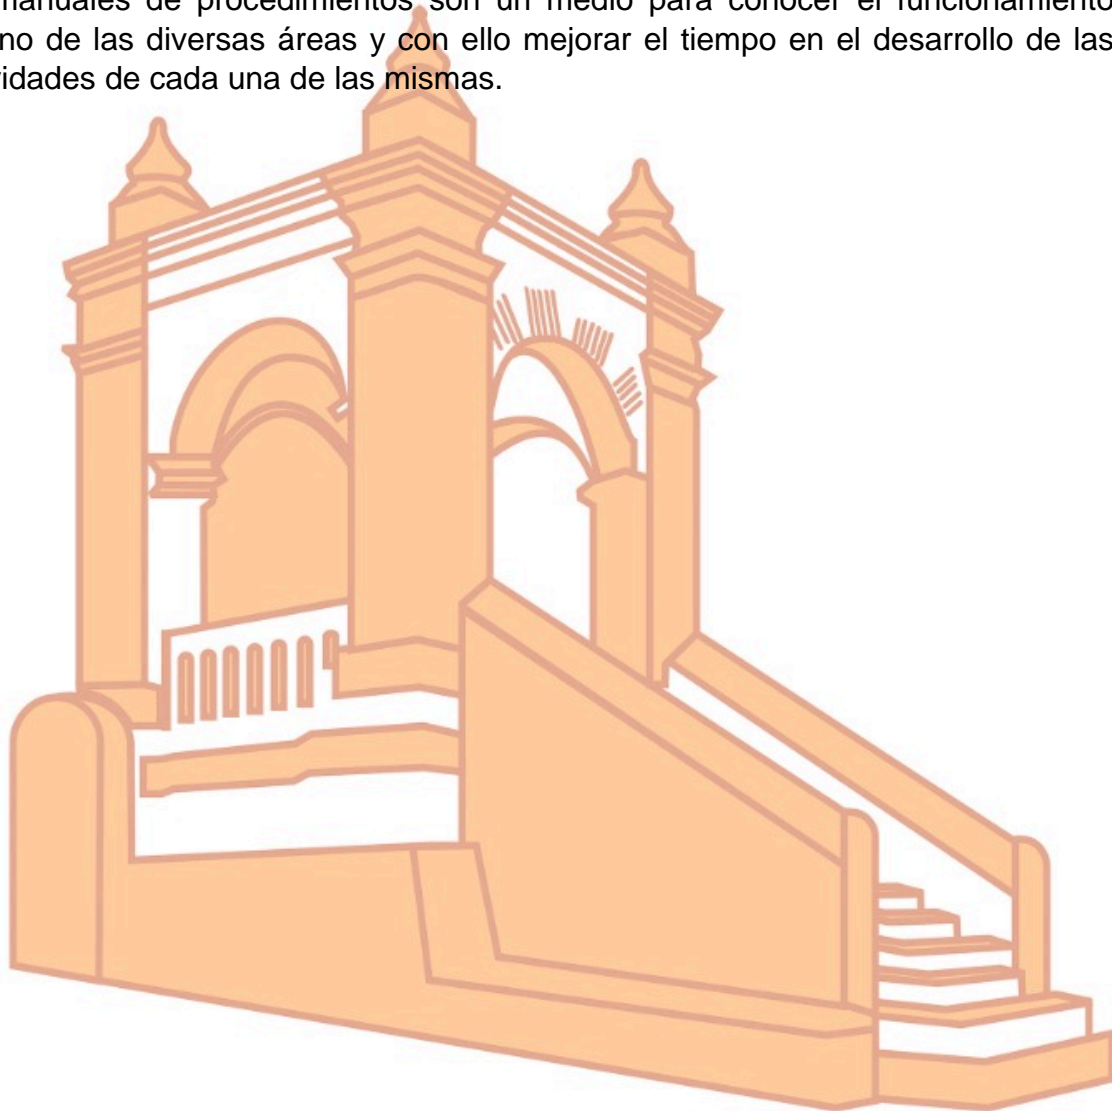 manuales de procedimientos son un medio para conocer el funcionamiento
no de las diversas áreas y con ello mejorar el tiempo en el desarrollo de las
idades de cada una de las mismas.